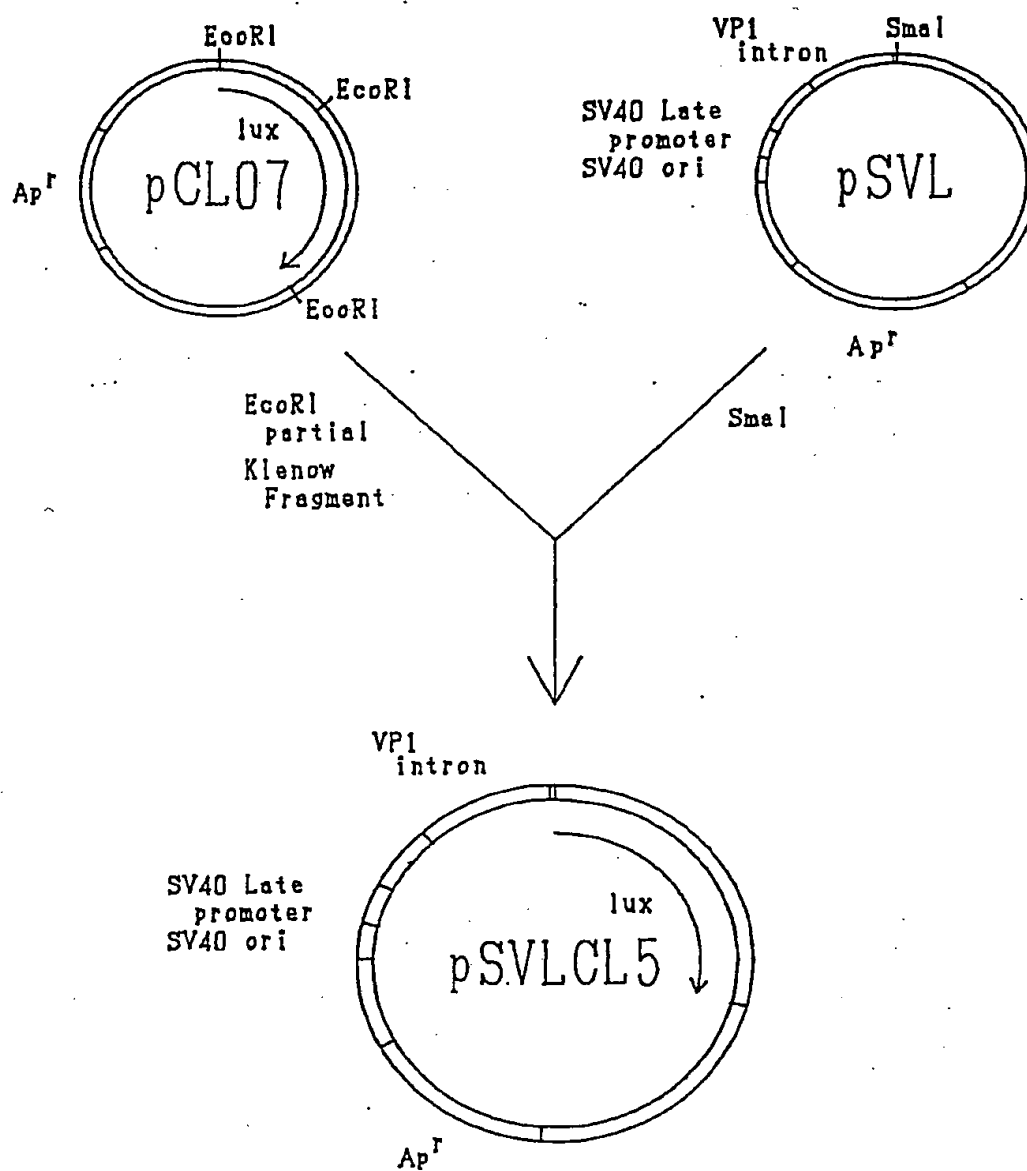 EcoRI
EcoRI
lux
pCL07
Ap^r
EcoRI
VP1
intron
SmaI
SV40 Late
promoter
SV40 ori
pSVL
Ap^r
EcoRI
partial
Klenow
Fragment
SmaI
VP1
intron
SV40 Late
promoter
SV40 ori
lux
pSVLCL5
Ap^r